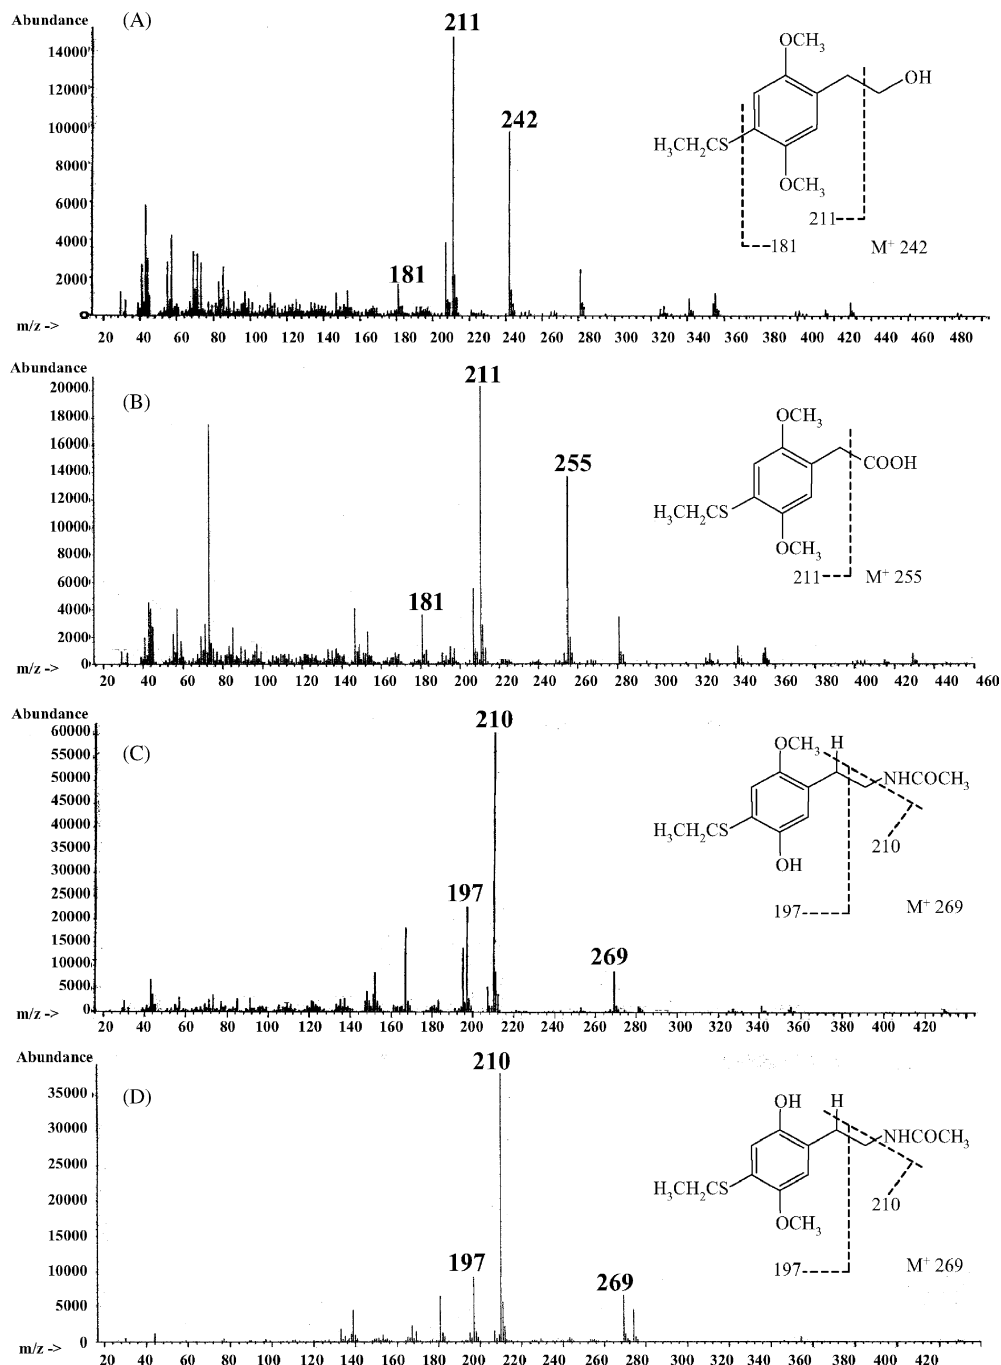 Abundance
(A)
211
14000
OCH3
12000
OH
242
10000
8000
H3CH2CS
6000
OCH3
211
4000
181
M+ 242
181
2000
0
m/z ->
20 40 60 80 100 120 140 160 180 200 220 240 260 280 300 320 340 360 380 400 420 440 460 480
Abundance
211
20000
(B)
18000
OCH3
16000
255
COOH
14000
12000
H3CH2CS
10000
OCH3
8000
211
M+ 255
6000
181
4000
2000
0
m/z ->
20 40 60 80 100 120 140 160 180 200 220 240 260 280 300 320 340 360 380 400 420 440 460
Abundance
210
60000
55000
(C)
OCH3
H
50000
NHCOCH3
45000
40000
H3CH2CS
35000
210
30000
OH
25000
197
20000
197
M+ 269
15000
269
10000
5000
0
m/z ->
20 40 60 80 100 120 140 160 180 200 220 240 260 280 300 320 340 360 380 400 420
Abundance
210
35000
(D)
OH
H
30000
NHCOCH3
25000
H3CH2CS
20000
210
OCH3
15000
197
197
M+ 269
10000
269
5000
0
m/z ->
20 40 60 80 100 120 140 160 180 200 220 240 260 280 300 320 340 360 380 400 420